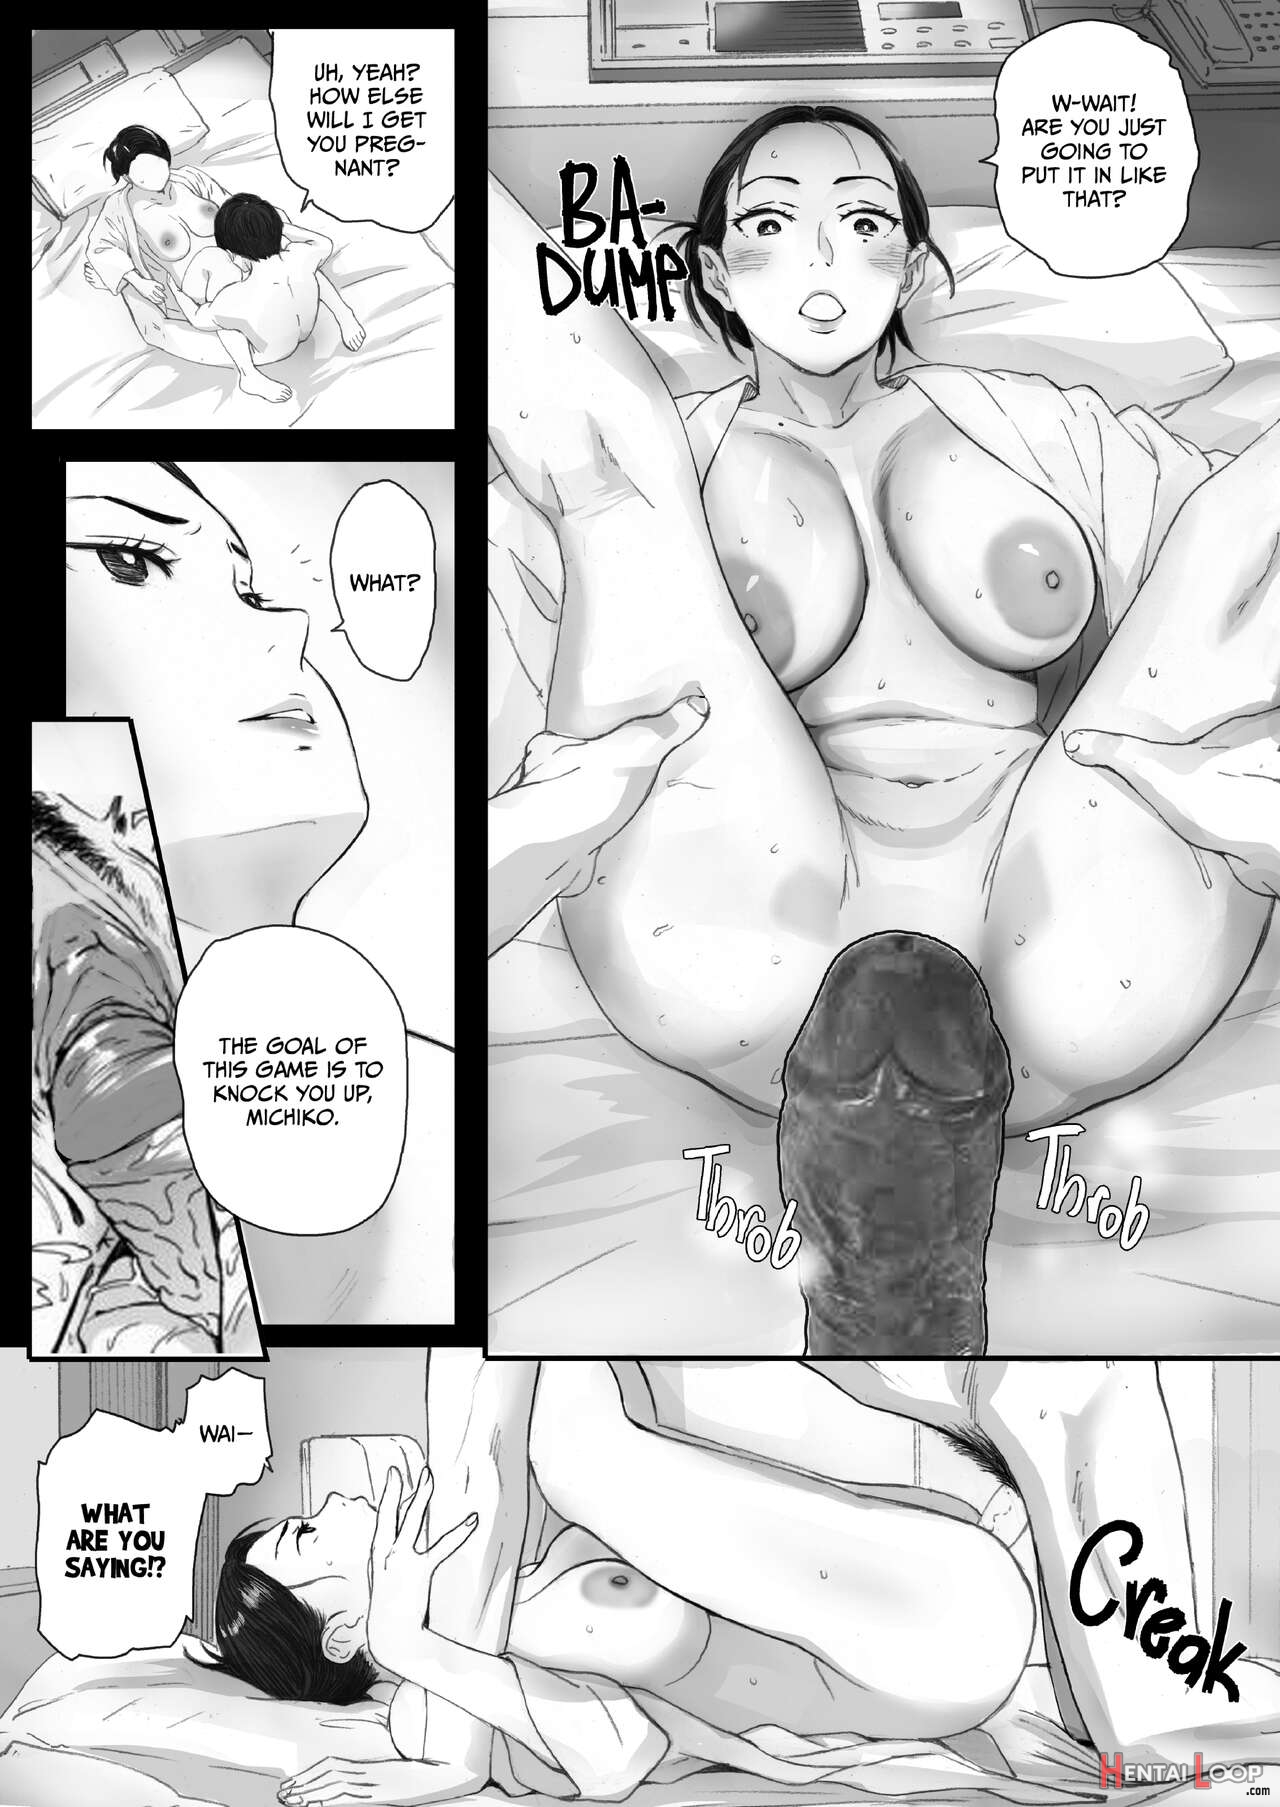 W-WAIT!
ARE YOU JUST
GOING TO
PUT IT IN LIKE
THAT?
BA-
DUMP
Throb
Throb
UH, YEAH?
HOW ELSE
WILL I GET
YOU PREG-
NANT?
WHAT?
THE GOAL OF
THIS GAME IS TO
KNOCK YOU UP,
MICHIKO.
Creak
WAI-
WHAT
ARE YOU
SAYING!?
HENTAI LOOP
.com